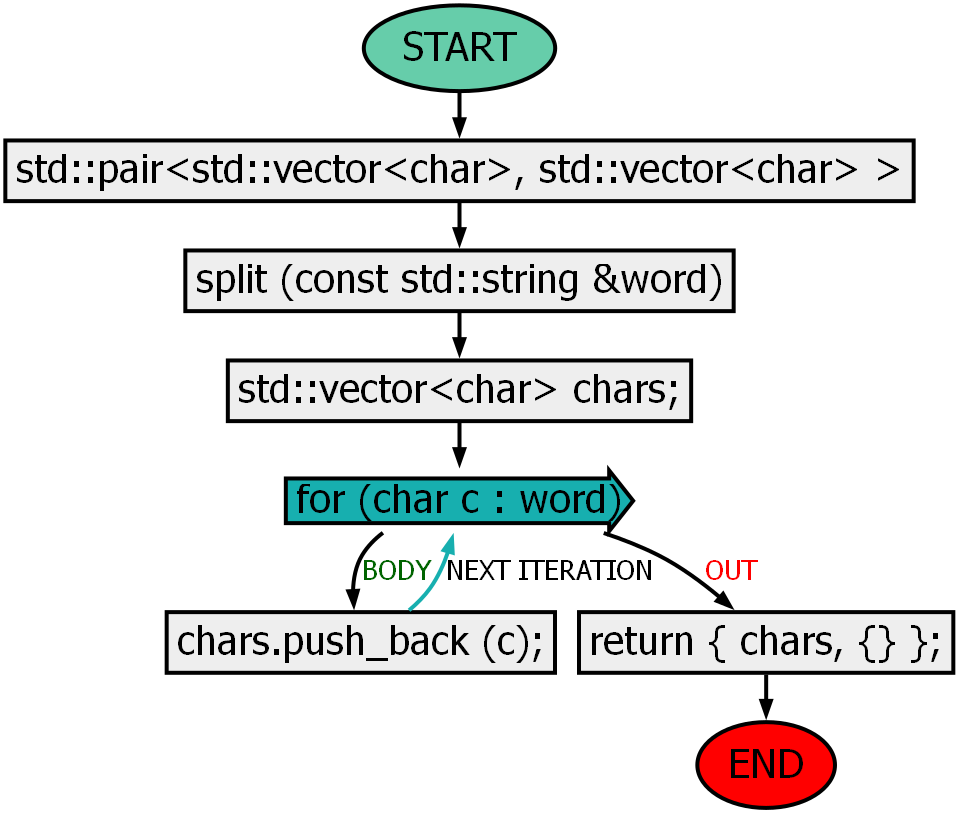 START
std::pair<std::vector<char>, std::vector<char> >
split (const std::string &word)
std::vector<char> chars;
for (char c : word)
BODY
NEXT ITERATION
OUT
chars.push_back (c);
return { chars, {} };
END